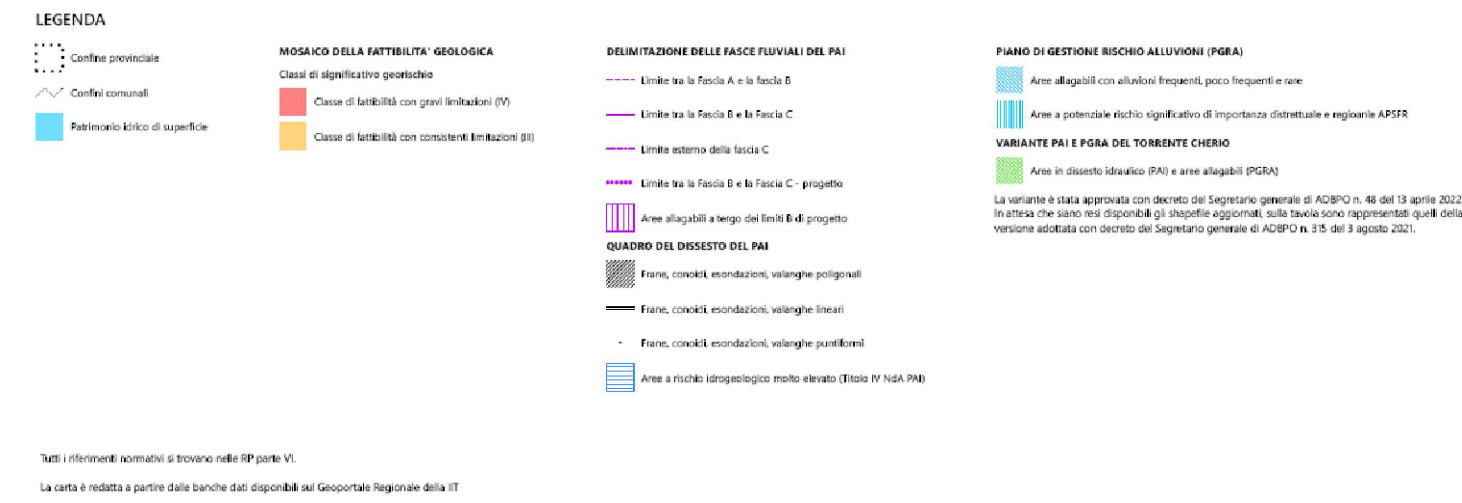 LEGENDA
Confine provinciale
Confini comunali
Patrimonio idrico di superficie
MOSAICO DELLA FATTIBILITA' GEOLOGICA
Classi di significativo georischio
Classe di fattibilità con gravi limitazioni (IV)
Classe di fattibilità con consistenti limitazioni (III)
DELIMITAZIONE DELLE FASCE FLUVIALI DEL PAI
Limite tra la Fascia A e la fascia B
Limite tra la Fascia B e la Fascia C
Limite esterno della fascia C
Limite tra la Fascia B e la Fascia C - progetto
Aree allagabili a tergo dei limiti B di progetto
QUADRO DEL DISSESTO DEL PAI
Frane, conoidi, esondazioni, valanghe poligonali
Frane, conoidi, esondazioni, valanghe lineari
Frane, conoidi, esondazioni, valanghe puntiformi
Aree a rischio idrogeologico molto elevato (Titolo IV NdA PAI)
PIANO DI GESTIONE RISCHIO ALLUVIONI (PGRA)
Aree allagabili con alluvioni frequenti, poco frequenti e rare
Aree a potenziale rischio significativo di importanza distrettuale e regioanle APSFR
VARIANTE PAI E PGRA DEL TORRENTE CHERIO
Aree in dissesto idraulico (PAI) e aree allagabili (PGRA)
La variante è stata approvata con decreto del Segretario generale di ADBPO n. 48 del 13 aprile 2022
In attesa che siano resi disponibili gli shapefile aggiornati, sulla tavola sono rappresentati quelli della
versione adottata con decreto del Segretario generale di ADBPO n. 315 del 3 agosto 2021.
Tutti i riferimenti normativi si trovano nelle RP parte VI.
La carta è redatta a partire dalle banche dati disponibili sul Geoportale Regionale della IIT